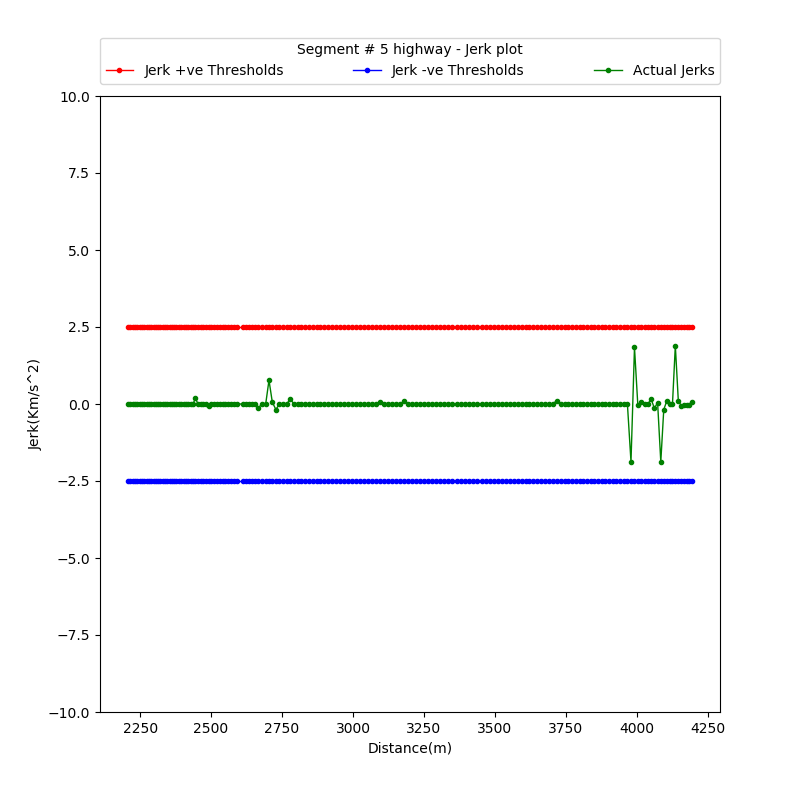 Segment # 5 highway - Jerk plot
Jerk +ve Thresholds Jerk -ve Thresholds Actual Jerks
10.0
7.5
5.0
2.5
0.0
−2.5
−5.0
−7.5
−10.0
Jerk(Km/s^2)
2250 2500 2750 3000 3250 3500 3750 4000 4250
Distance(m)